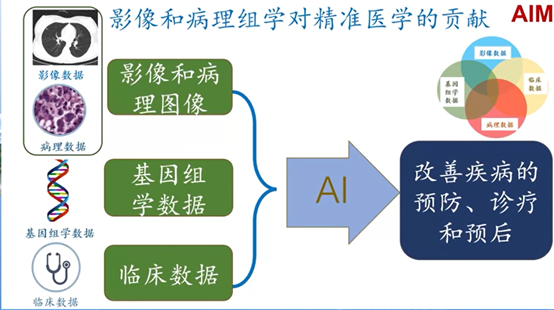 影像和病理组学对精准医学的贡献
AIM
影像数据
病理数据
基因组学数据
临床数据
影像和病
理图像
基因组
学数据
临床数据
AI
影像数据
基因
组学
数据
临床
数据
病理数据
改善疾病的
预防、诊疗
和预后